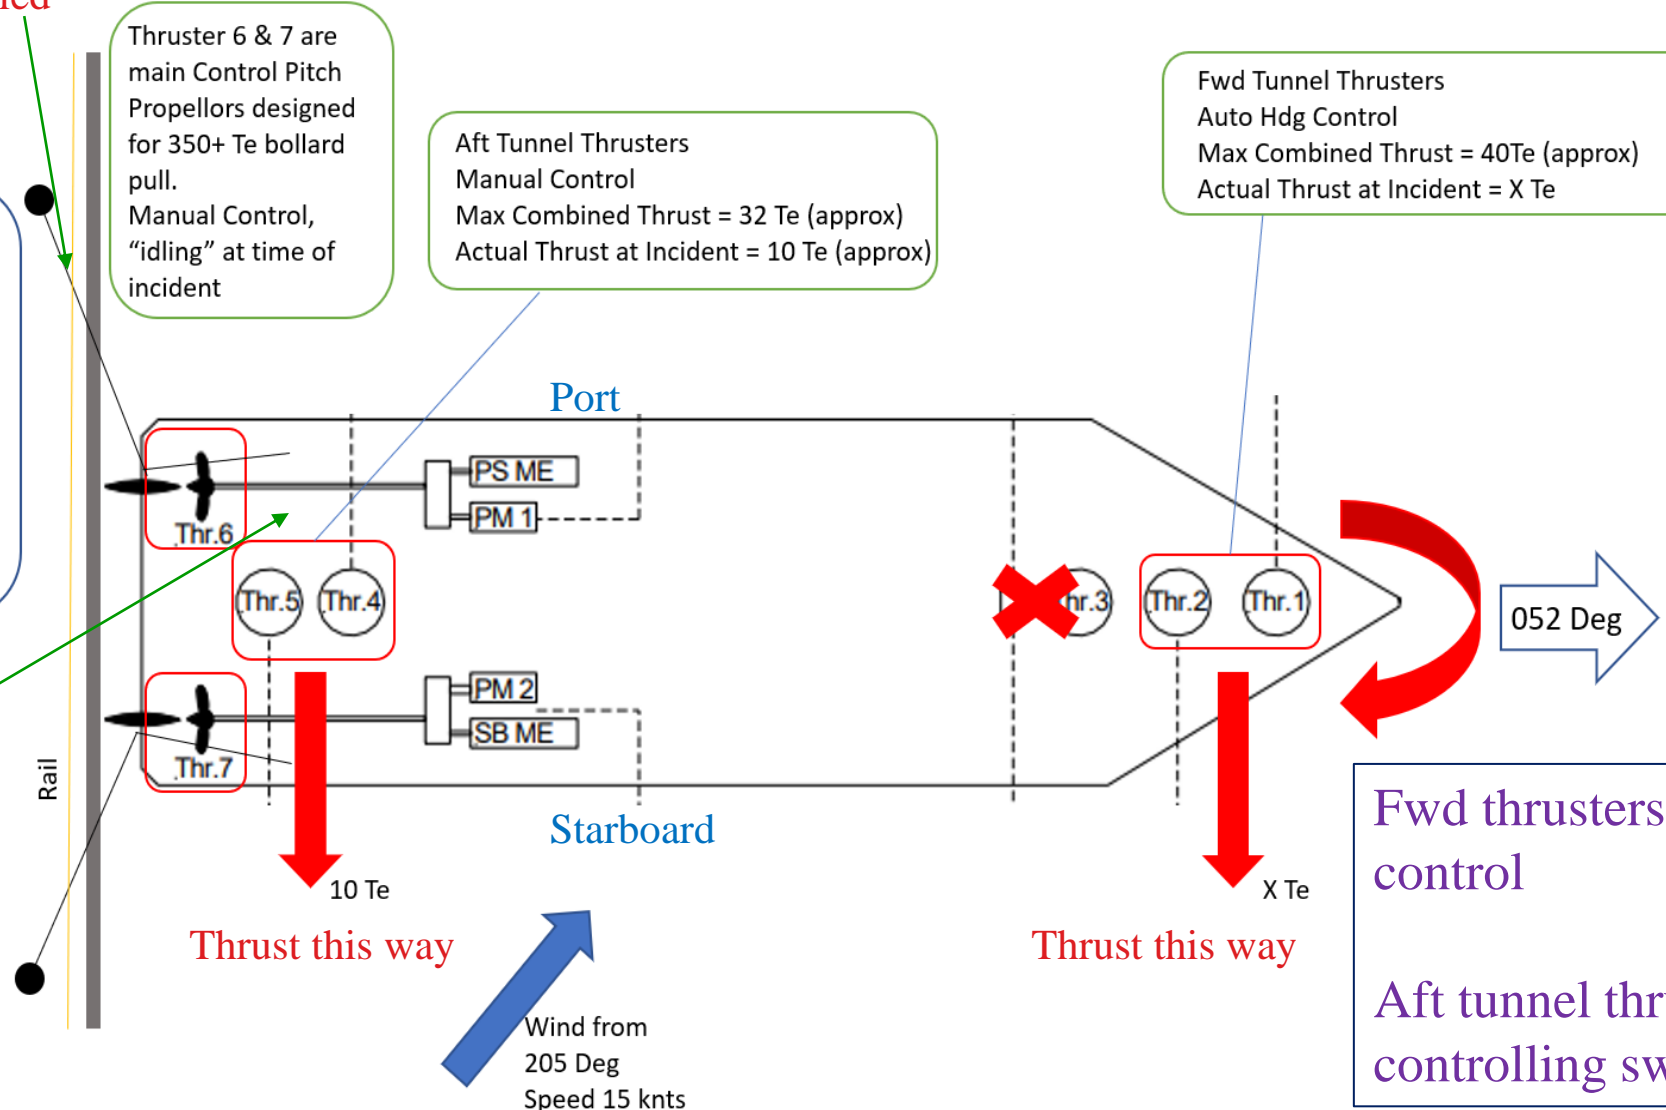 Thruster 6 & 7 are
main Control Pitch
Propellors designed
for 350+ Te bollard
pull.
Manual Control,
“idling” at time of
incident
Aft Tunnel Thrusters
Manual Control
Max Combined Thrust = 32 Te (approx)
Actual Thrust at Incident = 10 Te (approx)
Fwd Tunnel Thrusters
Auto Hdg Control
Max Combined Thrust = 40Te (approx)
Actual Thrust at Incident = X Te
Port
PS ME
PM 1
Thr.6
Thr.5
Thr.4
hr.3
Thr.2
Thr.1
052 Deg
PM 2
SB ME
Thr.7
Rail
Starboard
10 Te
X Te
Thrust this way
Thrust this way
Wind from
205 Deg
Speed 15 knts
Fwd thrusters
control
Aft tunnel thr
controlling sw